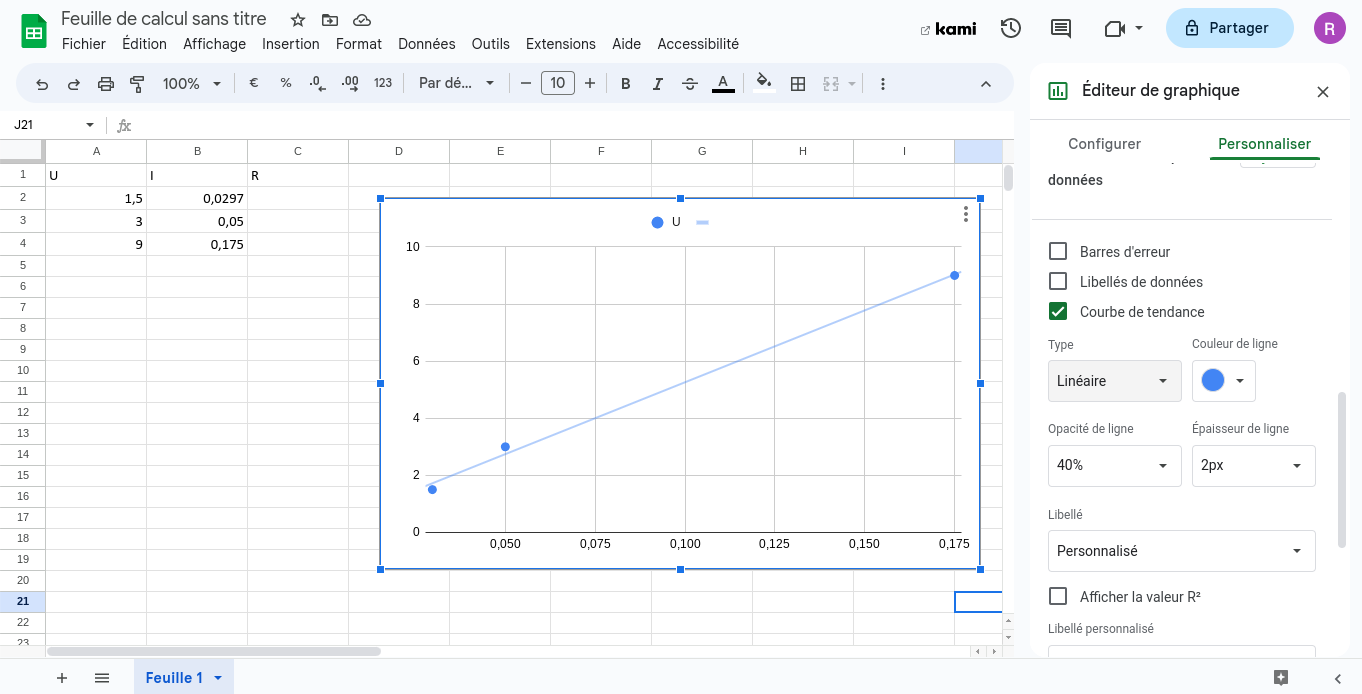 Feuille de calcul sans titre
Fichier Édition Affichage Insertion Format Données Outils Extensions Aide Accessibilité
kami
Partager
R
100% € % .0 .00 123 Par dé... 10 B I A
J21 fx
A B C D E F G H I
1 U I R
2 1,5 0,0297
3 3 0,05
4 9 0,175
5
6
7
8
9
10
11
12
13
14
15
16
17
18
19
20
21
22
23
U
10
8
6
4
2
0
0,050 0,075 0,100 0,125 0,150 0,175
Éditeur de graphique
Configurer Personnaliser
données
Barres d'erreur
Libellés de données
Courbe de tendance
Type Couleur de ligne
Linéaire
Opacité de ligne Épaisseur de ligne
40% 2px
Libellé
Personnalisé
Afficher la valeur R²
Libellé personnalisé
Feuille 1